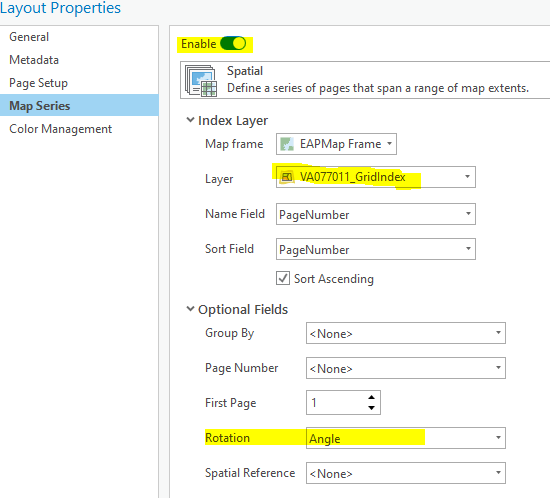 Layout Properties
General
Metadata
Page Setup
Map Series
Color Management
Enable
Spatial
Define a series of pages that span a range of map extents.
Index Layer
Map frame EAPMap Frame
Layer VA077011_GridIndex
Name Field PageNumber
Sort Field PageNumber
Sort Ascending
Optional Fields
Group By <None>
Page Number <None>
First Page 1
Rotation Angle
Spatial Reference <None>